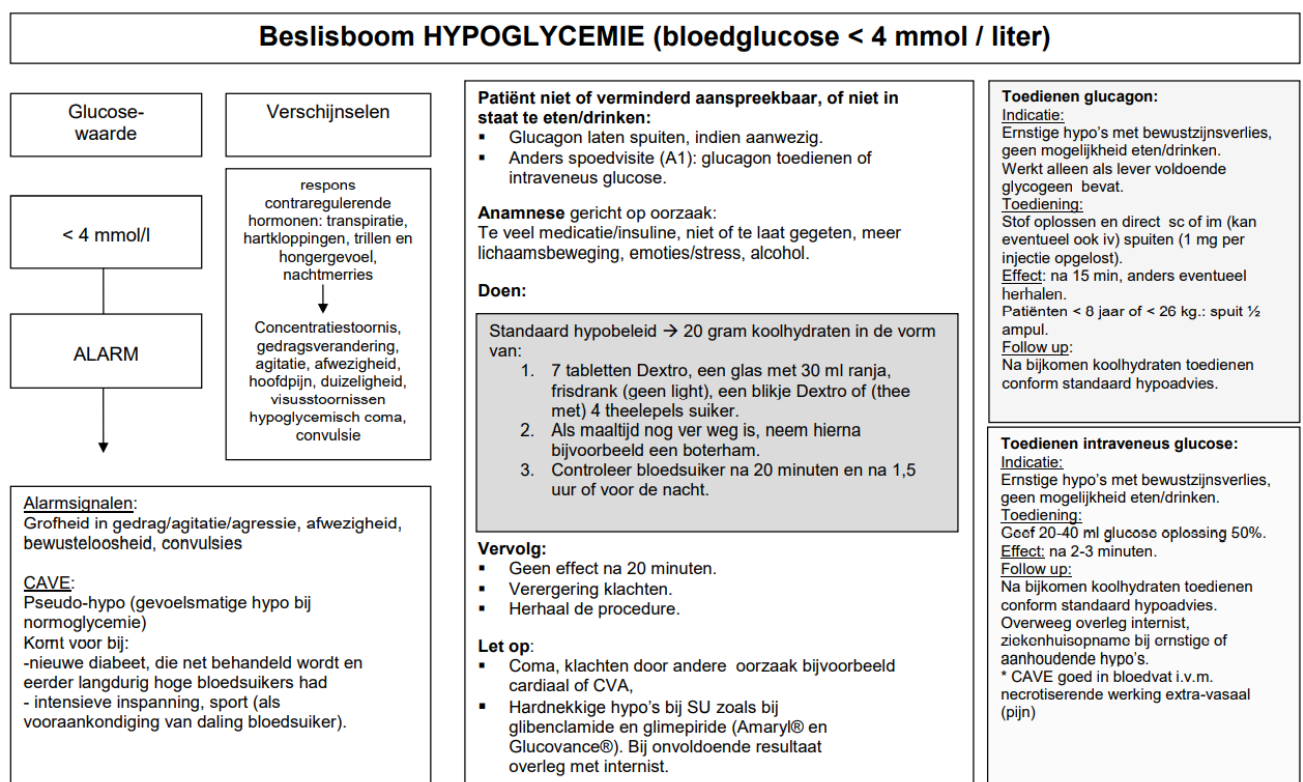 Beslisboom HYPOGLYCEMIE (bloedglucose < 4 mmol / liter)
Glucose-
waarde
< 4 mmol/l
ALARM
Verschijnselen
respons
contraregulerende
hormonen: transpiratie,
hartkloppingen, trillen en
hongergevoel,
nachtmerries
Concentratiestoornis,
gedragsverandering,
agitatie, afwezigheid,
hoofdpijn, duizeligheid,
visusstoornissen
hypoglycemisch coma,
convulsie
Alarmsignalen:
Grofheid in gedrag/agitatie/agressie, afwezigheid,
bewusteloosheid, convulsies
CAVE:
Pseudo-hypo (gevoelsmatige hypo bij
normoglycemie)
Komt voor bij:
-nieuwe diabeet, die net behandeld wordt en
eerder langdurig hoge bloedsuikers had
- intensieve inspanning, sport (als
vooraankondiging van daling bloedsuiker).
Patiënt niet of verminderd aanspreekbaar, of niet in
staat te eten/drinken:
▪ Glucagon laten spuiten, indien aanwezig.
▪ Anders spoedvisite (A1): glucagon toedienen of
intraveneus glucose.
Anamnese gericht op oorzaak:
Te veel medicatie/insuline, niet of te laat gegeten, meer
lichaamsbeweging, emoties/stress, alcohol.
Doen:
Standaard hypobeleid → 20 gram koolhydraten in de vorm
van:
1. 7 tabletten Dextro, een glas met 30 ml ranja,
frisdrank (geen light), een blikje Dextro of (thee
met) 4 theelepels suiker.
2. Als maaltijd nog ver weg is, neem hierna
bijvoorbeeld een boterham.
3. Controleer bloedsuiker na 20 minuten en na 1,5
uur of voor de nacht.
Vervolg:
▪ Geen effect na 20 minuten.
▪ Verergering klachten.
▪ Herhaal de procedure.
Let op:
▪ Coma, klachten door andere oorzaak bijvoorbeeld
cardiaal of CVA,
▪ Hardnekkige hypo's bij SU zoals bij
glibenclamide en glimepiride (Amaryl® en
Glucovance®). Bij onvoldoende resultaat
overleg met internist.
Toedienen glucagon:
Indicatie:
Ernstige hypo's met bewustzijnsverlies,
geen mogelijkheid eten/drinken.
Werkt alleen als lever voldoende
glycogeen bevat.
Toediening:
Stof oplossen en direct sc of im (kan
eventueel ook iv) spuiten (1 mg per
injectie opgelost).
Effect: na 15 min, anders eventueel
herhalen.
Patiënten < 8 jaar of < 26 kg.: spuit ½
ampul.
Follow up:
Na bijkomen koolhydraten toedienen
conform standaard hypoadvies.
Toedienen intraveneus glucose:
Indicatie:
Ernstige hypo's met bewustzijnsverlies,
geen mogelijkheid eten/drinken.
Toediening:
Geef 20-40 ml glucose oplossing 50%.
Effect: na 2-3 minuten.
Follow up:
Na bijkomen koolhydraten toedienen
conform standaard hypoadvies.
Overweeg overleg internist,
ziekenhuisopname bij ernstige of
aanhoudende hypo's.
* CAVE goed in bloedvat i.v.m.
necrotiserende werking extra-vasaal
(pijn)